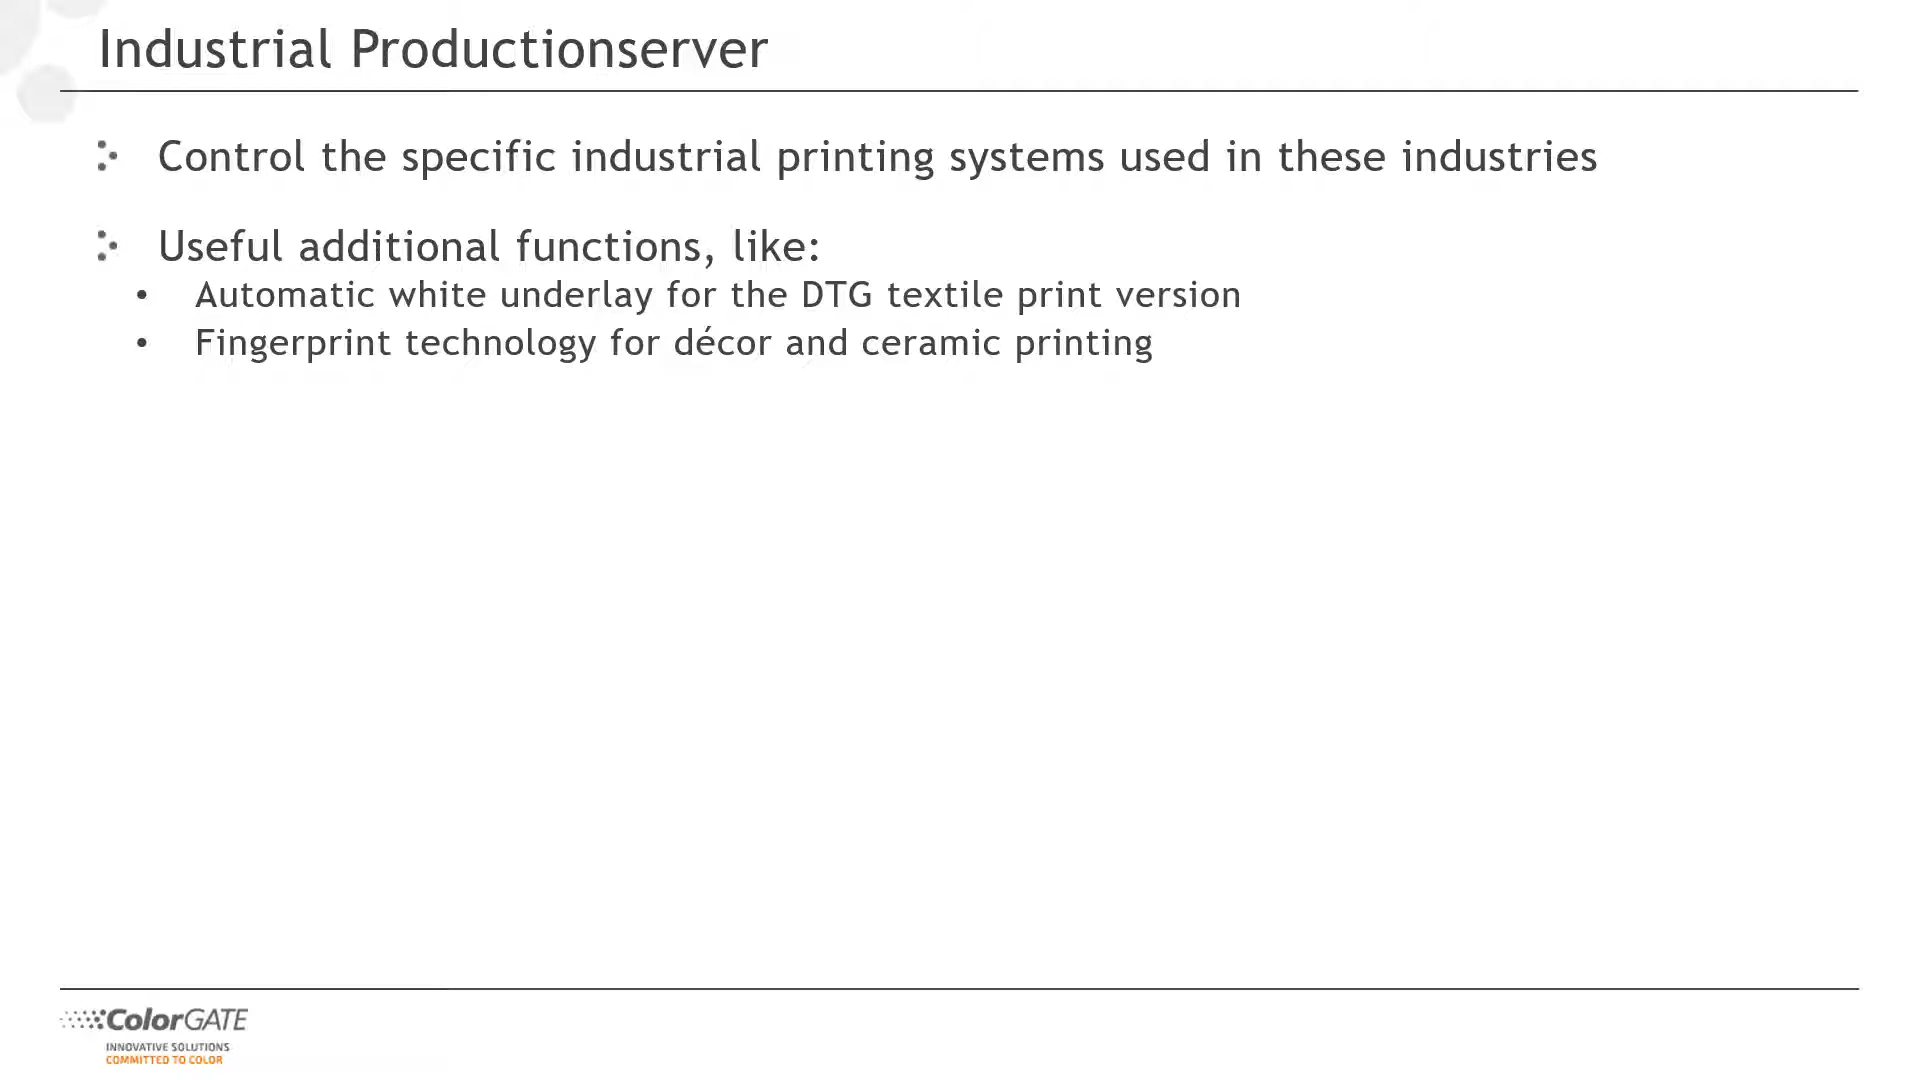 Industrial Productionserver
Control the specific industrial printing systems used in these industries
Useful additional functions, like:
• Automatic white underlay for the DTG textile print version
• Fingerprint technology for décor and ceramic printing
ColorGATE
INNOVATIVE SOLUTIONS
COMMITTED TO COLOR